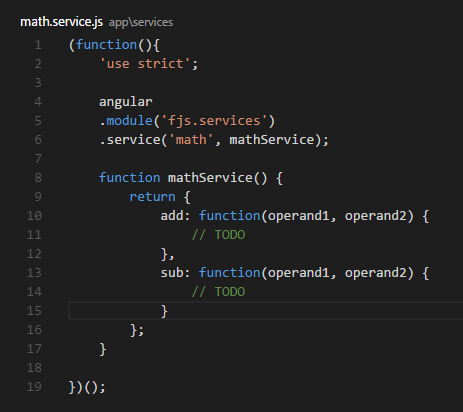 math.service.js app\services
1 (function(){
2     'use strict';
3
4     angular
5     .module('fjs.services')
6     .service('math', mathService);
7
8     function mathService() {
9         return {
10             add: function(operand1, operand2) {
11                 // TODO
12             },
13             sub: function(operand1, operand2) {
14                 // TODO
15             }
16         };
17     }
18
19 })();